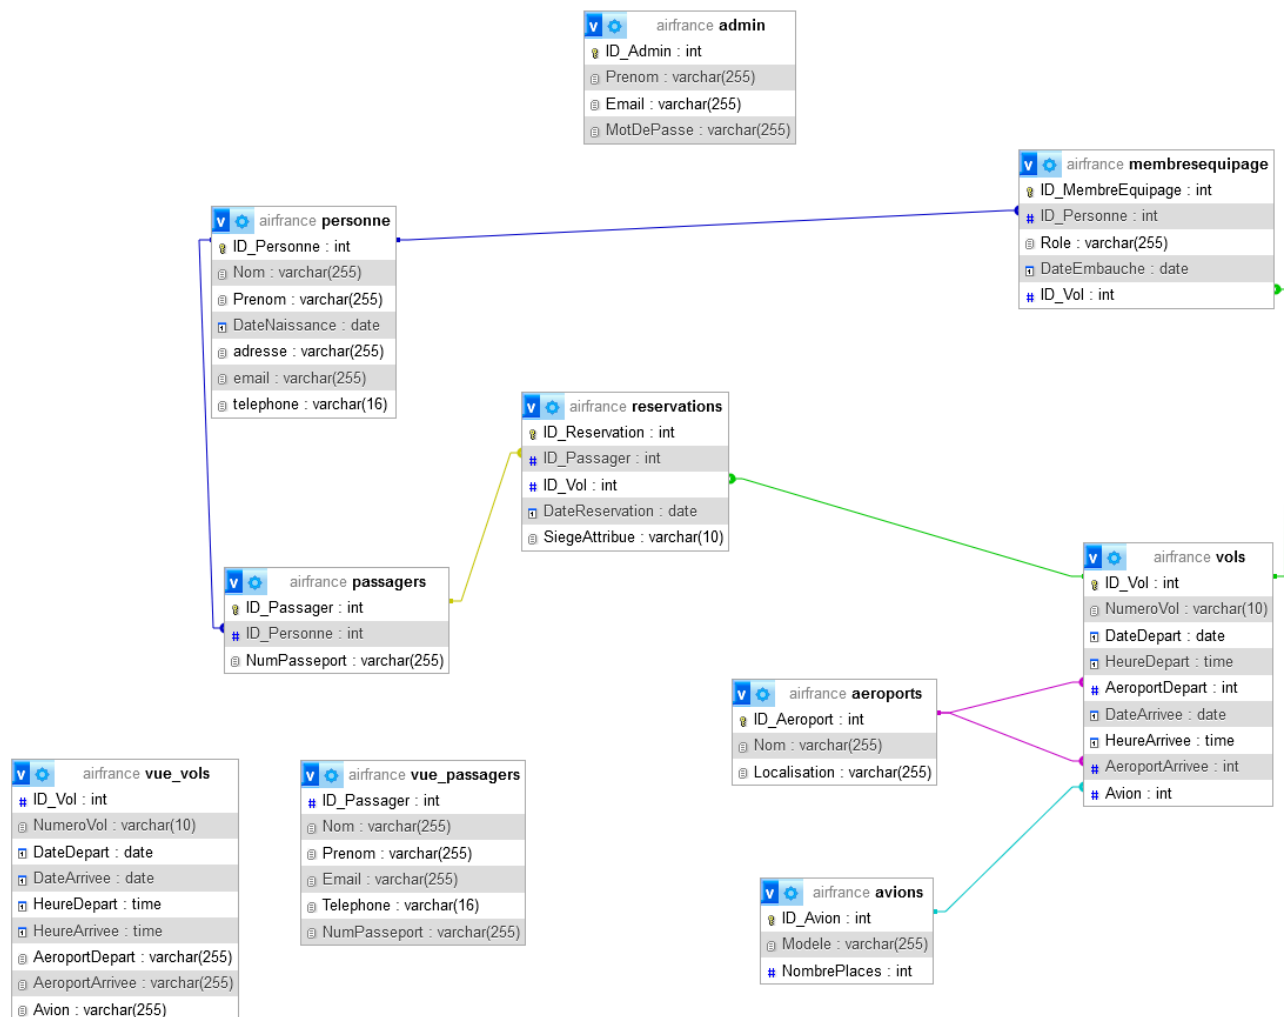 airfrance admin
ID_Admin : int
Prenom : varchar(255)
Email : varchar(255)
MotDePasse : varchar(255)
airfrance membresequipage
ID_MembreEquipage : int
ID_Personne : int
Role : varchar(255)
DateEmbauche : date
ID_Vol : int
airfrance personne
ID_Personne : int
Nom : varchar(255)
Prenom : varchar(255)
DateNaissance : date
adresse : varchar(255)
email : varchar(255)
telephone : varchar(16)
airfrance reservations
ID_Reservation : int
ID_Passager : int
ID_Vol : int
DateReservation : date
SiegeAttribue : varchar(10)
airfrance passagers
ID_Passager : int
ID_Personne : int
NumPasseport : varchar(255)
airfrance vols
ID_Vol : int
NumeroVol : varchar(10)
DateDepart : date
HeureDepart : time
AeroportDepart : int
DateArrivee : date
HeureArrivee : time
AeroportArrivee : int
Avion : int
airfrance aeroports
ID_Aeroport : int
Nom : varchar(255)
Localisation : varchar(255)
airfrance vue_vols
ID_Vol : int
NumeroVol : varchar(10)
DateDepart : date
DateArrivee : date
HeureDepart : time
HeureArrivee : time
AeroportDepart : varchar(255)
AeroportArrivee : varchar(255)
Avion : varchar(255)
airfrance vue_passagers
ID_Passager : int
Nom : varchar(255)
Prenom : varchar(255)
Email : varchar(255)
Telephone : varchar(16)
NumPasseport : varchar(255)
airfrance avions
ID_Avion : int
Modele : varchar(255)
NombrePlaces : int